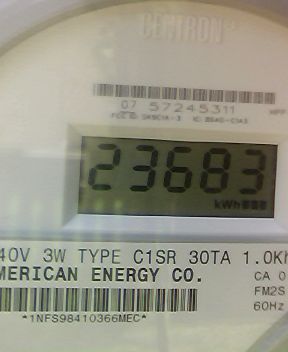 CENTRON
07 57245311
23683
kWh
40V 3W TYPE C1SR 30TA 1.0Kh
MERICAN ENERGY CO.
CA 0
FM2S
60Hz
*1NFS98410366MEC*